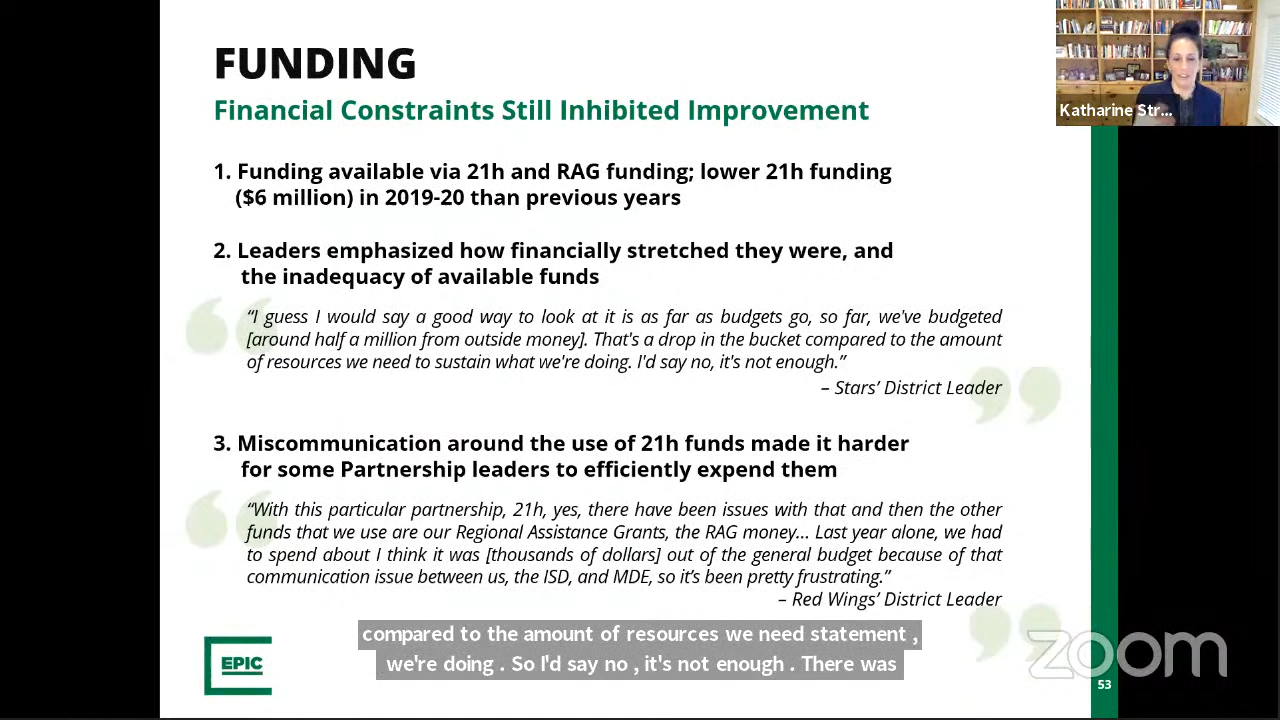 FUNDING
Financial Constraints Still Inhibited Improvement
1. Funding available via 21h and RAG funding; lower 21h funding
($6 million) in 2019-20 than previous years
2. Leaders emphasized how financially stretched they were, and
the inadequacy of available funds
“I guess I would say a good way to look at it is as far as budgets go, so far, we've budgeted
[around half a million from outside money]. That's a drop in the bucket compared to the amount
of resources we need to sustain what we're doing. I'd say no, it's not enough.”
– Stars’ District Leader
3. Miscommunication around the use of 21h funds made it harder
for some Partnership leaders to efficiently expend them
“With this particular partnership, 21h, yes, there have been issues with that and then the other
funds that we use are our Regional Assistance Grants, the RAG money... Last year alone, we had
to spend about I think it was [thousands of dollars] out of the general budget because of that
communication issue between us, the ISD, and MDE, so it’s been pretty frustrating.”
– Red Wings’ District Leader
compared to the amount of resources we need statement ,
we're doing . So I'd say no , it's not enough . There was
EPIC
zoom
53
Katharine Str...